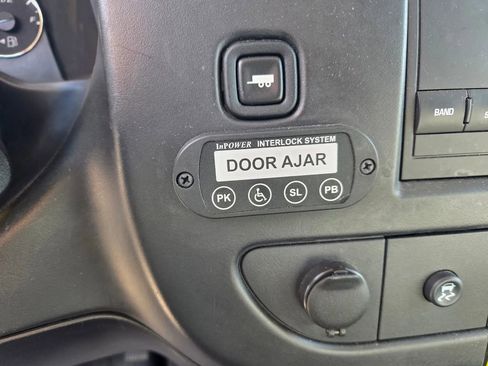 InPOWER INTERLOCK SYSTEM
DOOR AJAR
PK SL PB
BAND
F